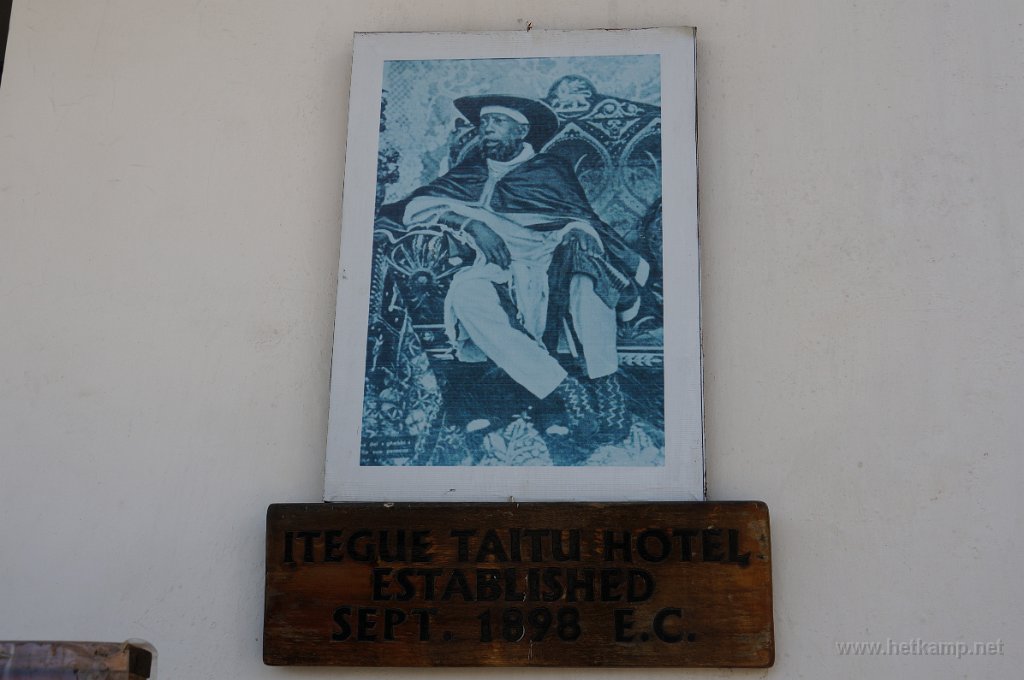 ITEGUE TAITU HOTEL
ESTABLISHED
SEPT. 1898 E.C.
www.hetkamp.net